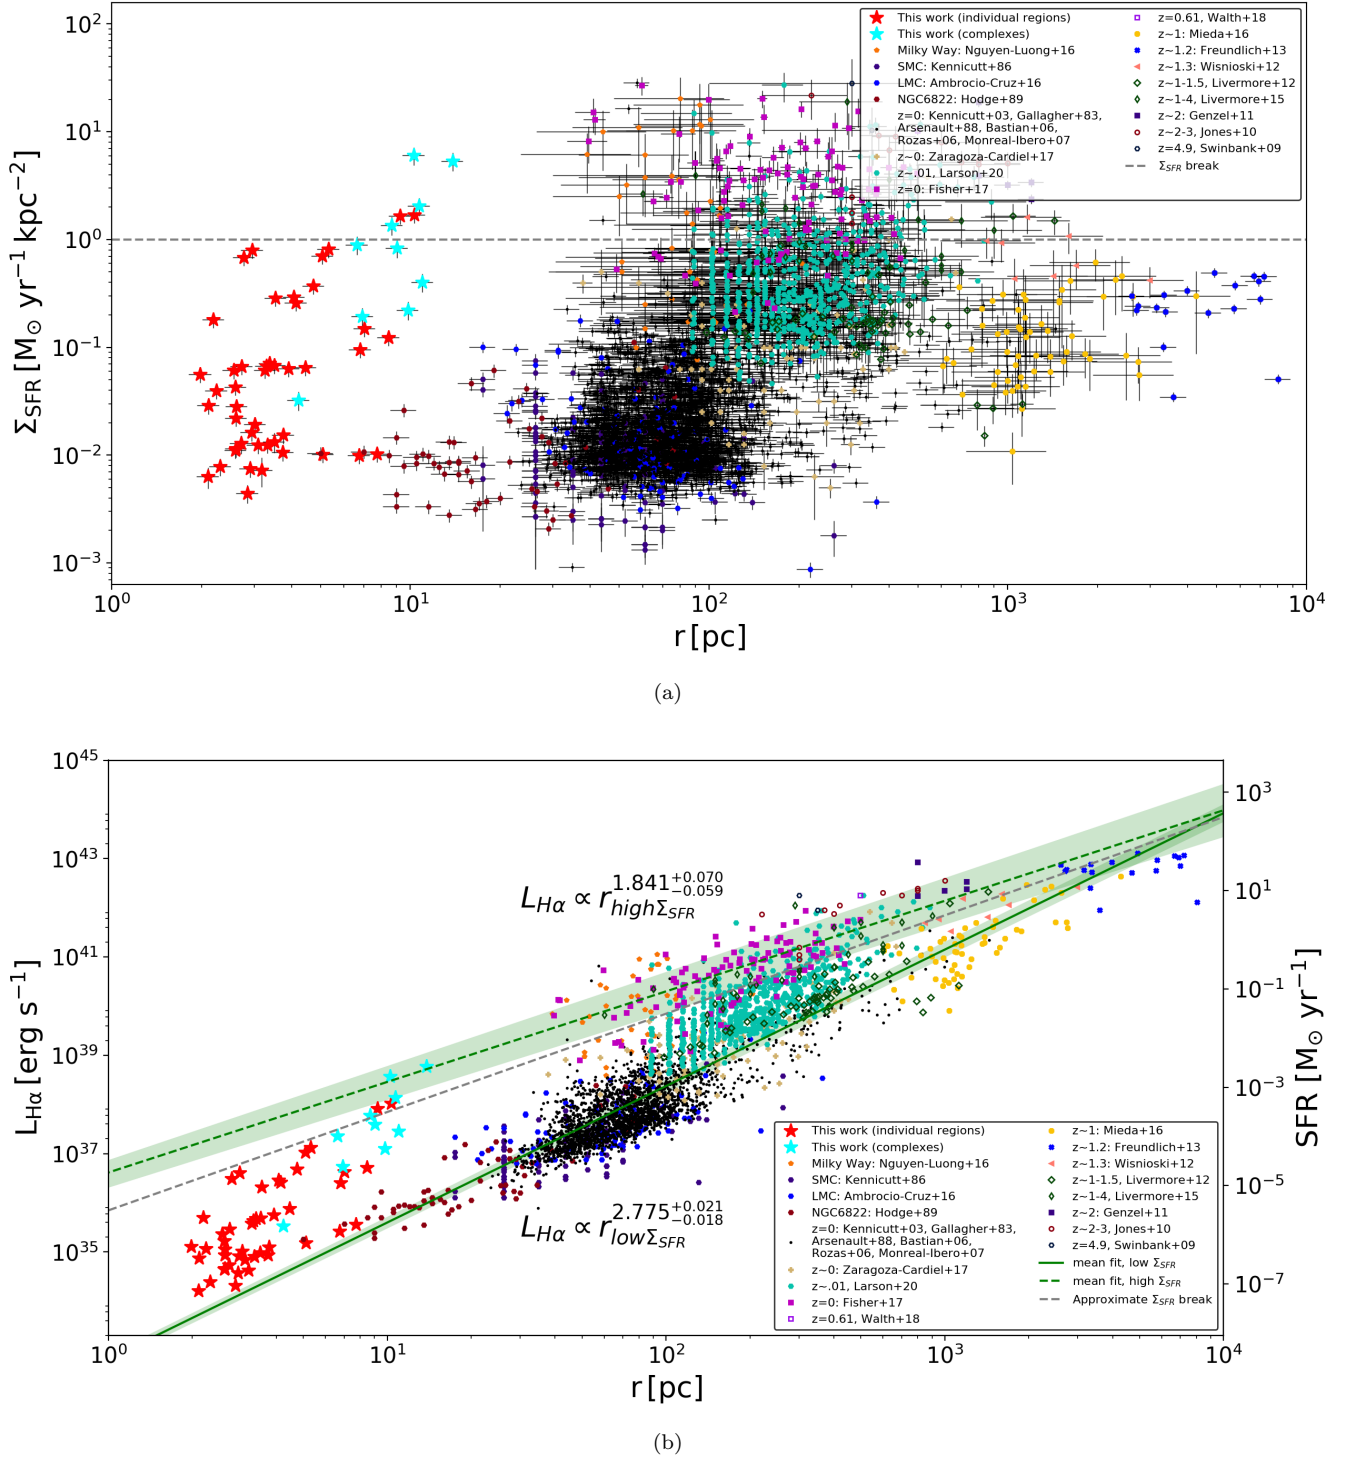 10² 10¹ 10⁰ 10⁻¹ 10⁻² 10⁻³
Σ_SFR [M⊙ yr⁻¹ kpc⁻²]
This work (individual regions)
This work (complexes)
Milky Way: Nguyen-Luong+16
SMC: Kennicutt+86
LMC: Ambrocio-Cruz+16
NGC6822: Hodge+89
z=0: Kennicutt+03, Gallagher+83,
Arsenault+88, Bastian+06,
Rozas+06, Monreal-Ibero+07
z~0: Zaragoza-Cardiel+17
z~.01, Larson+20
z=0: Fisher+17
z=0.61, Walth+18
z~1: Mieda+16
z~1.2: Freundlich+13
z~1.3: Wisnioski+12
z~1-1.5, Livermore+12
z~1-4, Livermore+15
z~2: Genzel+11
z~2-3, Jones+10
z=4.9, Swinbank+09
Σ_SFR break
10⁰ 10¹ 10² 10³ 10⁴
r [pc]
(a)
10⁴⁵ 10⁴³ 10⁴¹ 10³⁹ 10³⁷ 10³⁵
L_Hα [erg s⁻¹]
L_Hα ∝ r_highΣ_SFR^1.841 +0.070 −0.059
L_Hα ∝ r_lowΣ_SFR^2.775 +0.021 −0.018
10³ 10¹ 10⁻¹ 10⁻³ 10⁻⁵ 10⁻⁷
SFR [M⊙ yr⁻¹]
This work (individual regions)
This work (complexes)
Milky Way: Nguyen-Luong+16
SMC: Kennicutt+86
LMC: Ambrocio-Cruz+16
NGC6822: Hodge+89
z=0: Kennicutt+03, Gallagher+83,
Arsenault+88, Bastian+06,
Rozas+06, Monreal-Ibero+07
z~0: Zaragoza-Cardiel+17
z~.01, Larson+20
z=0: Fisher+17
z=0.61, Walth+18
z~1: Mieda+16
z~1.2: Freundlich+13
z~1.3: Wisnioski+12
z~1-1.5, Livermore+12
z~1-4, Livermore+15
z~2: Genzel+11
z~2-3, Jones+10
z=4.9, Swinbank+09
mean fit, low Σ_SFR
mean fit, high Σ_SFR
Approximate Σ_SFR break
10⁰ 10¹ 10² 10³ 10⁴
r [pc]
(b)